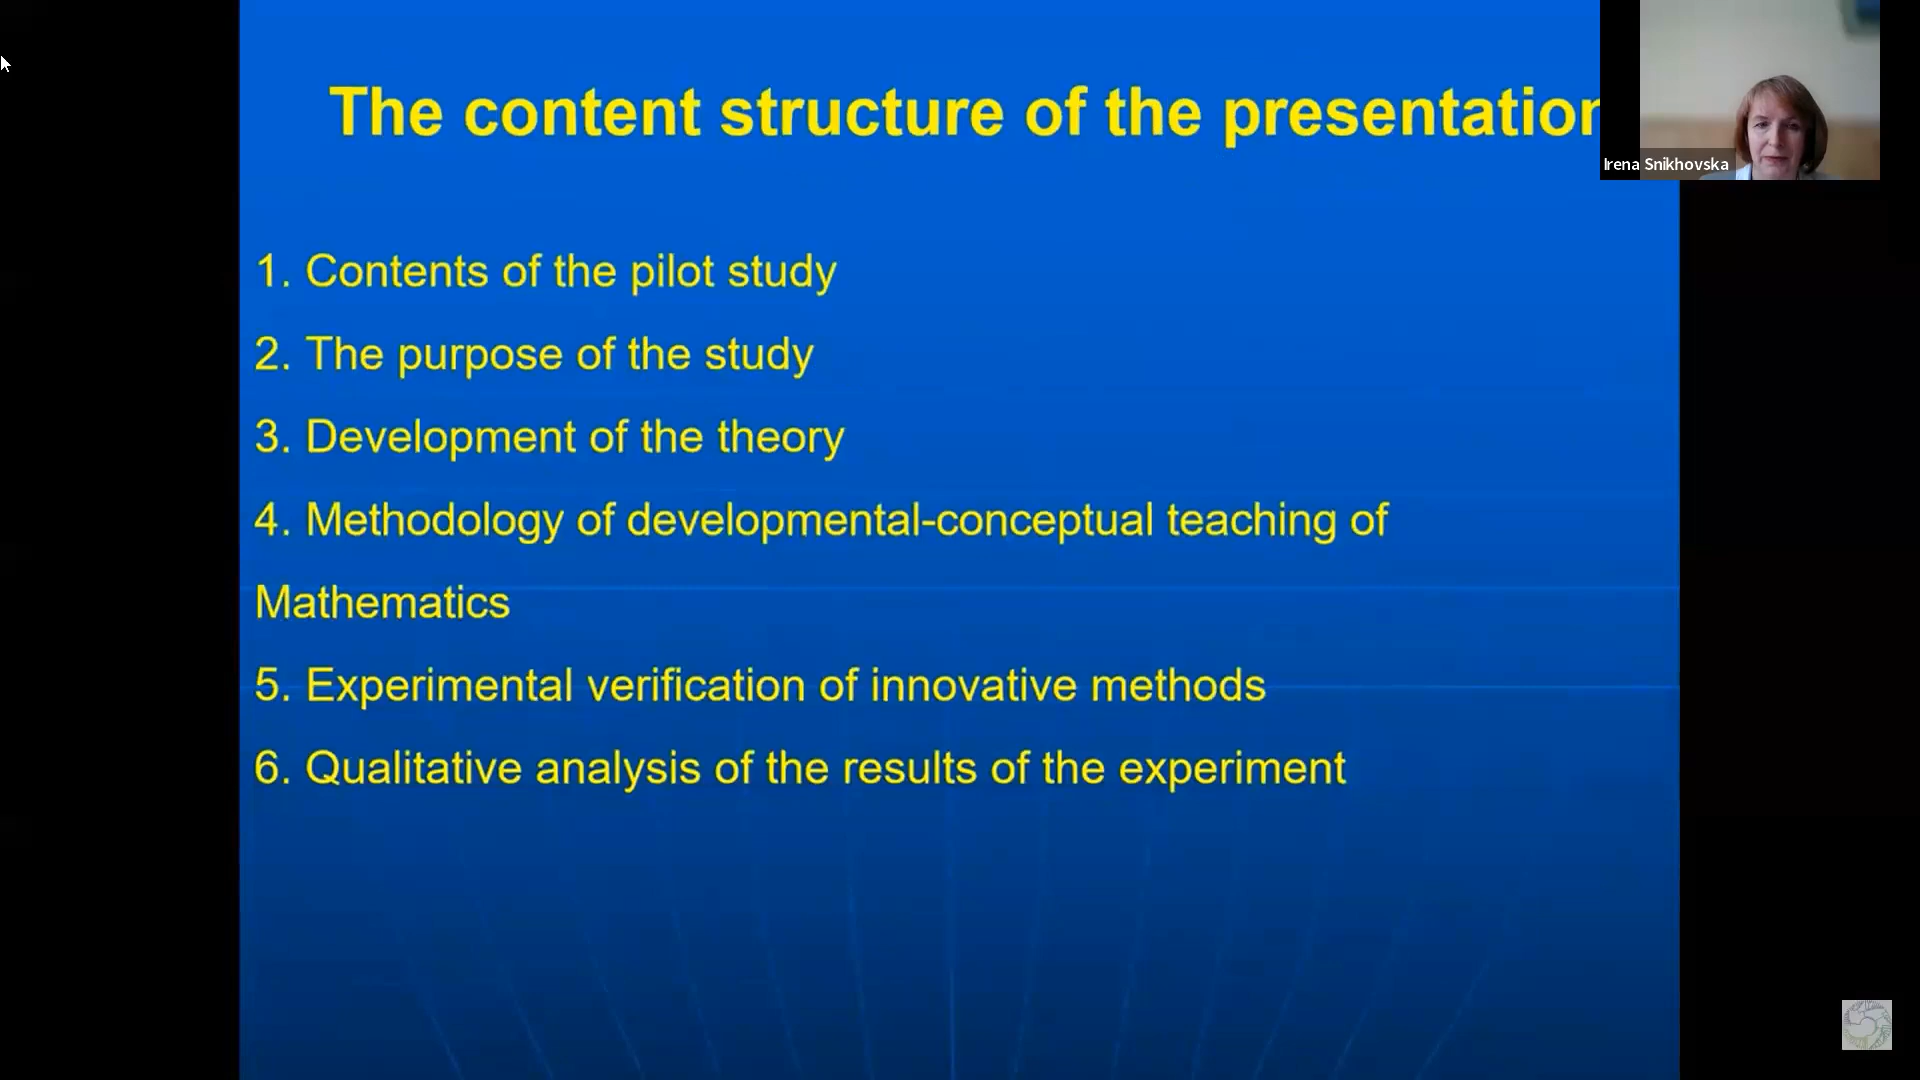 The content structure of the presentation
Irena Snikhovska
1. Contents of the pilot study
2. The purpose of the study
3. Development of the theory
4. Methodology of developmental-conceptual teaching of
Mathematics
5. Experimental verification of innovative methods
6. Qualitative analysis of the results of the experiment